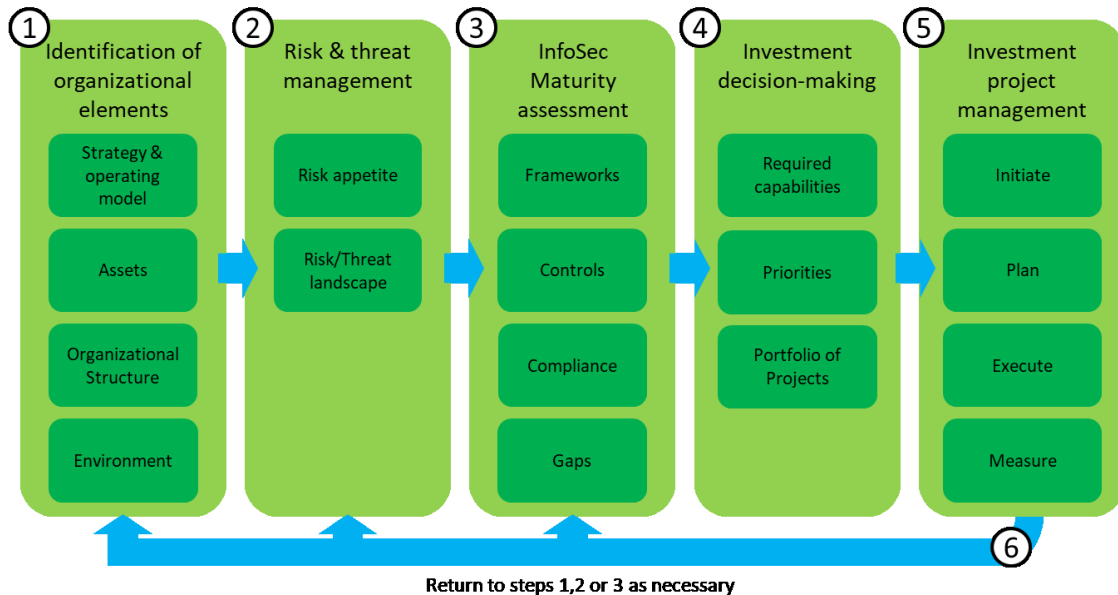 1
Identification of
organizational
elements
Strategy &
operating
model
Assets
Organizational
Structure
Environment
2
Risk & threat
management
Risk appetite
Risk/Threat
landscape
3
InfoSec
Maturity
assessment
Frameworks
Controls
Compliance
Gaps
4
Investment
decision-making
Required
capabilities
Priorities
Portfolio of
Projects
5
Investment
project
management
Initiate
Plan
Execute
Measure
6
Return to steps 1,2 or 3 as necessary